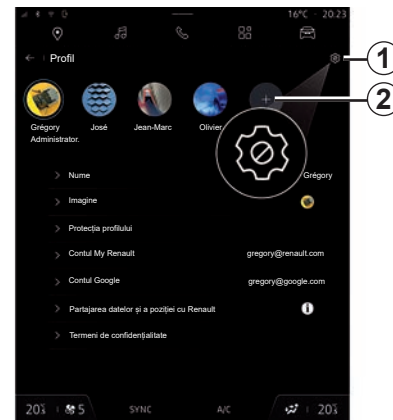 16°C 20:23
Profil
1
2
Grégory José Jean-Marc Olivier
Administrator.
Nume Grégory
Imagine
Protecția profilului
Contul My Renault gregory@renault.com
Contul Google gregory@google.com
Partajarea datelor și a poziției cu Renault
Termeni de confidențialitate
20⁵ 5 SYNC A/C 20⁵